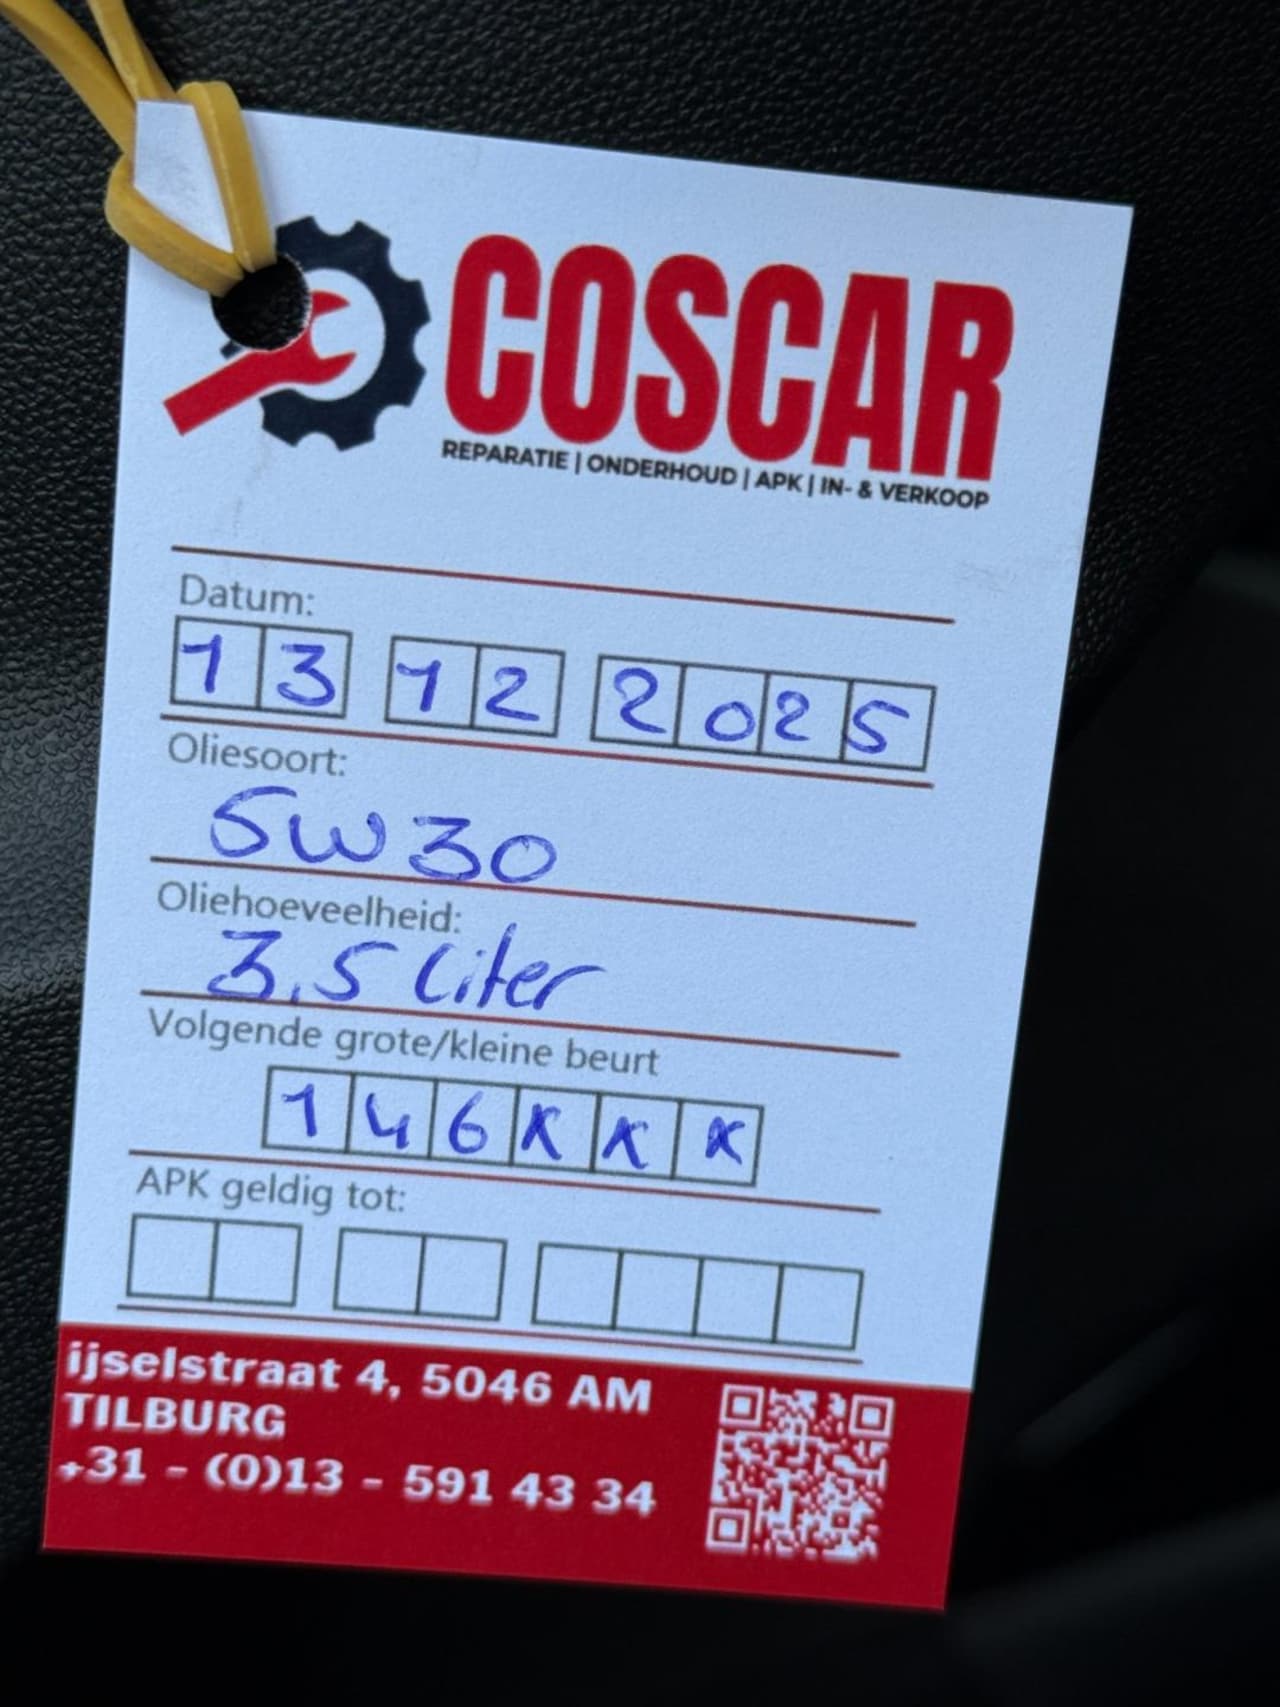 COSCAR
REPARATIE | ONDERHOUD | APK | IN- & VERKOOP
Datum:
13 12 2025
Oliesoort:
5W30
Oliehoeveelheid:
3.5 Liter
Volgende grote/kleine beurt
146xxx
APK geldig tot:
ijselstraat 4, 5046 AM
TILBURG
+31 - (0)13 - 591 43 34